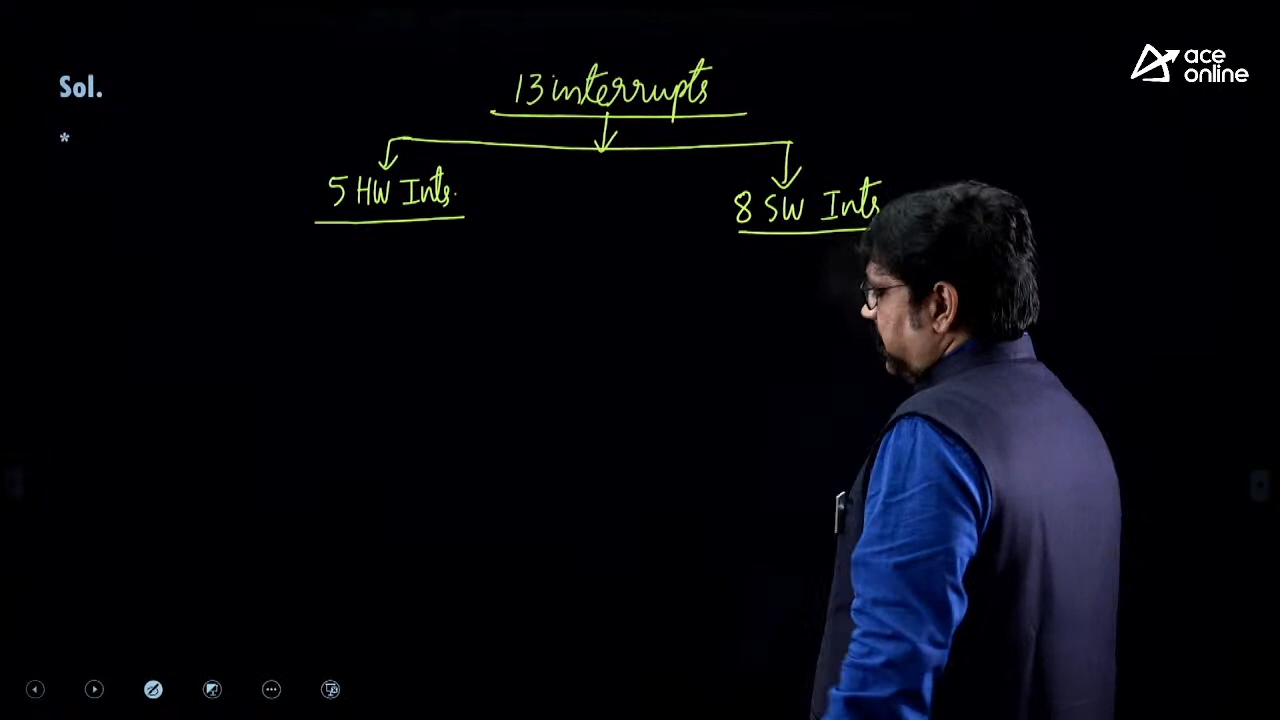 ace
online
Sol.
*
13 interrupts
5 HW Ints.
8 SW Ints